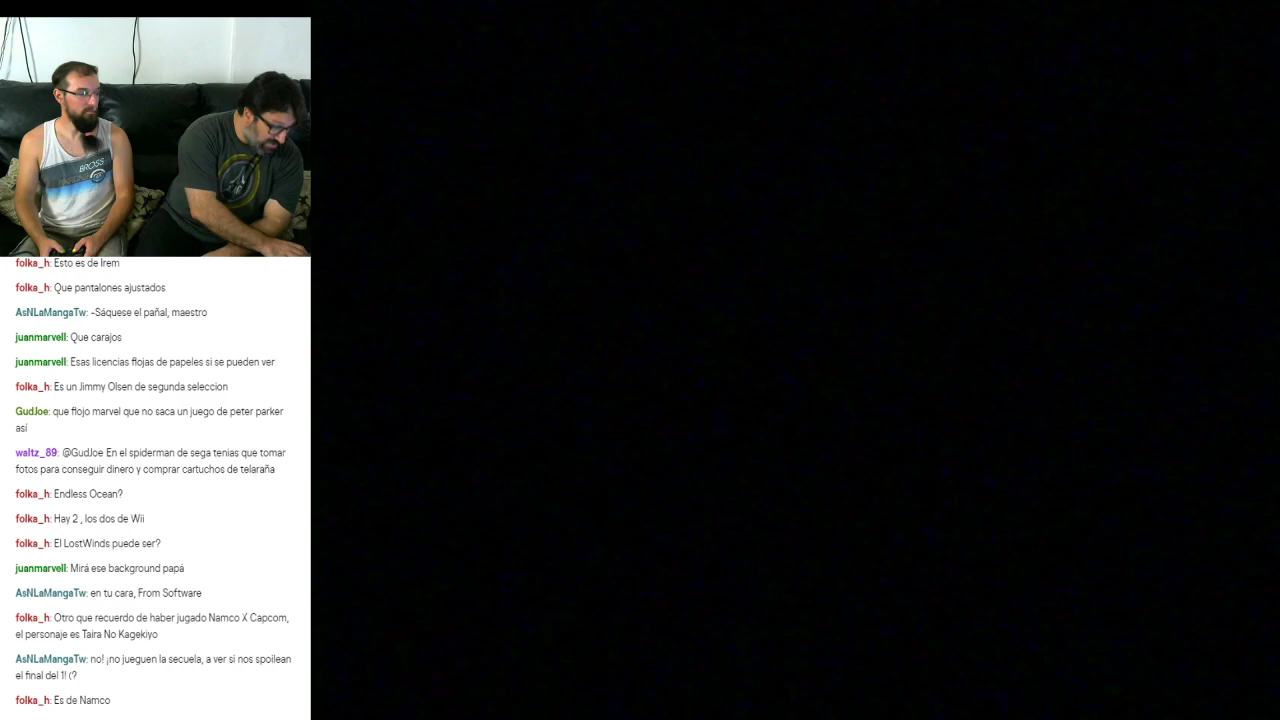 BROSS
folka_h: Esto es de Irem
folka_h: Que pantalones ajustados
AsNLaMangaTw: -Sáquese el pañal, maestro
juanmarvell: Que carajos
juanmarvell: Esas licencias flojas de papeles si se pueden ver
folka_h: Es un Jimmy Olsen de segunda seleccion
GudJoe: que flojo marvel que no saca un juego de peter parker
así
waltz_89: @GudJoe En el spiderman de sega tenias que tomar
fotos para conseguir dinero y comprar cartuchos de telaraña
folka_h: Endless Ocean?
folka_h: Hay 2 , los dos de Wii
folka_h: El LostWinds puede ser?
juanmarvell: Mirá ese background papá
AsNLaMangaTw: en tu cara, From Software
folka_h: Otro que recuerdo de haber jugado Namco X Capcom,
el personaje es Taira No Kagekiyo
AsNLaMangaTw: no! ¡no jueguen la secuela, a ver si nos spoilean
el final del 1! (?
folka_h: Es de Namco